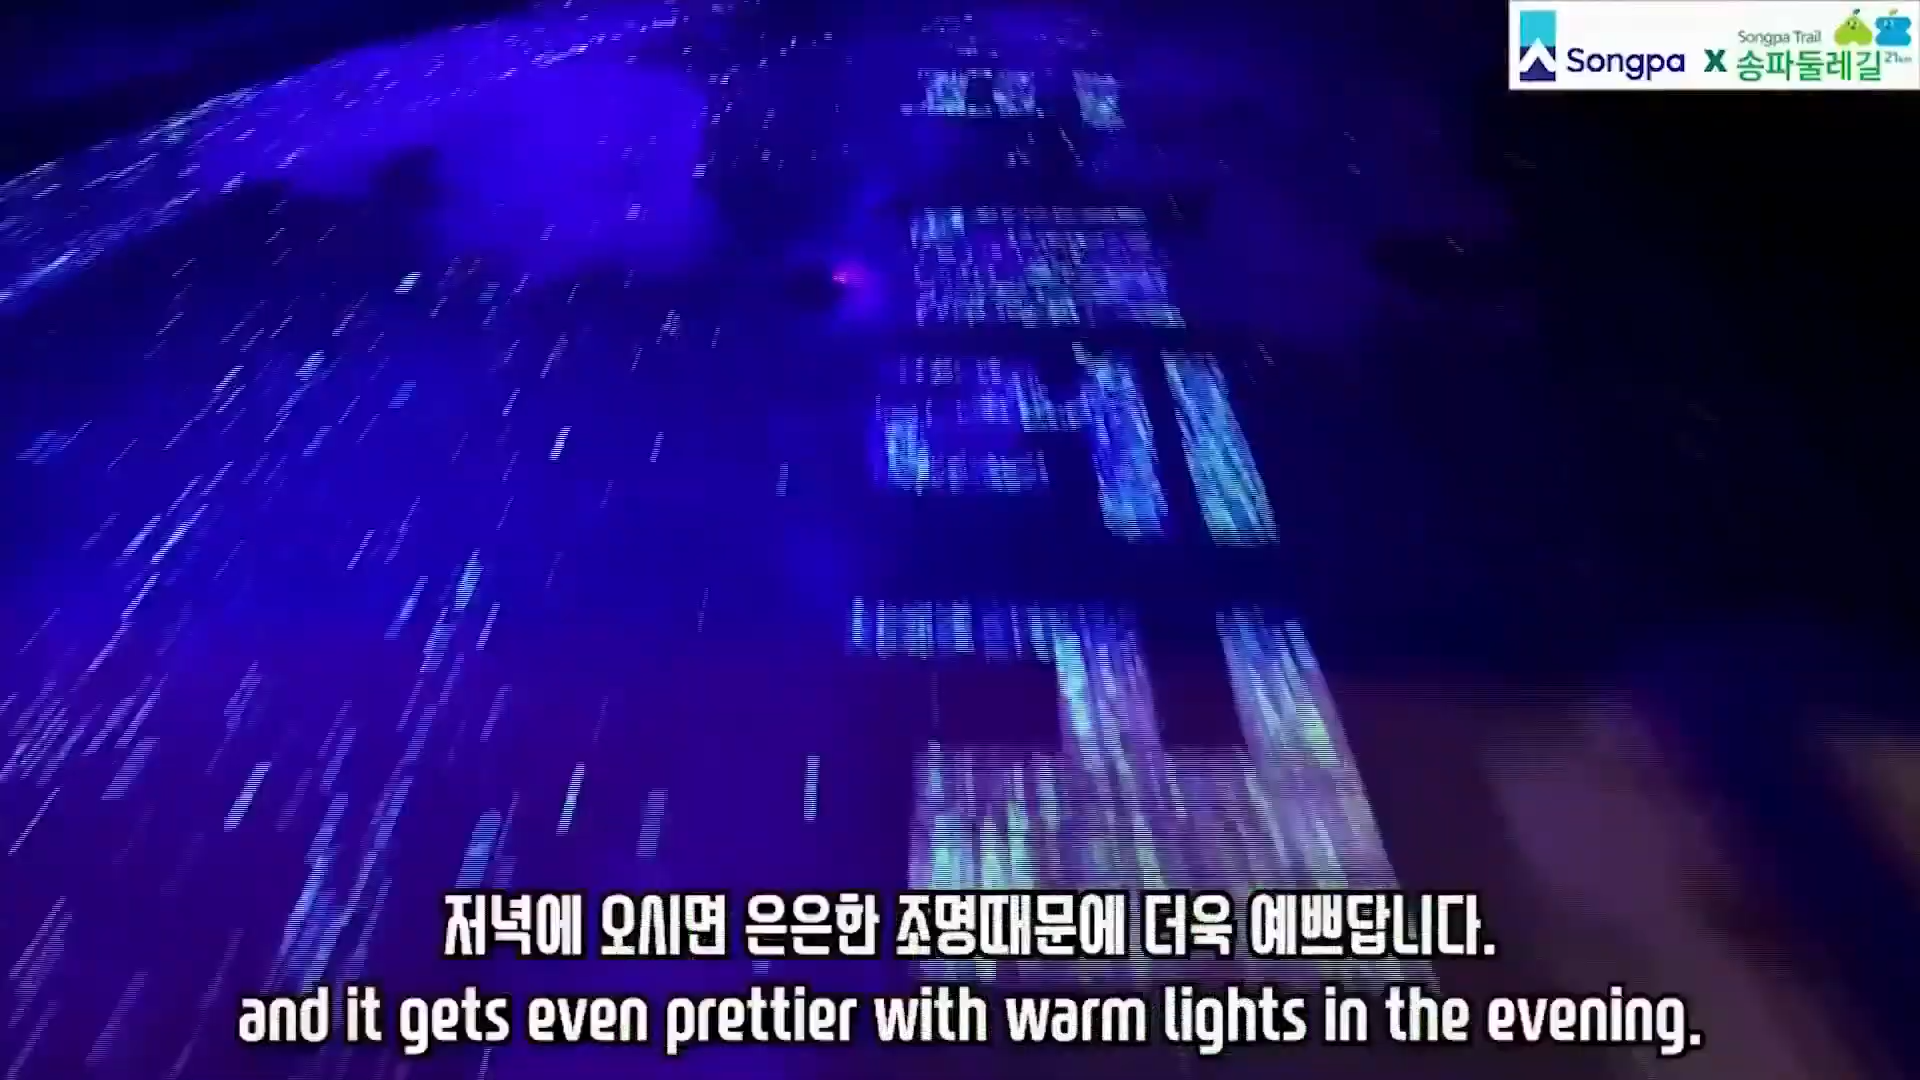 Songpa X 송파둘레길 21km
Songpa Trail
저녁에 오시면 은은한 조명때문에 더욱 예쁘답니다.
and it gets even prettier with warm lights in the evening.